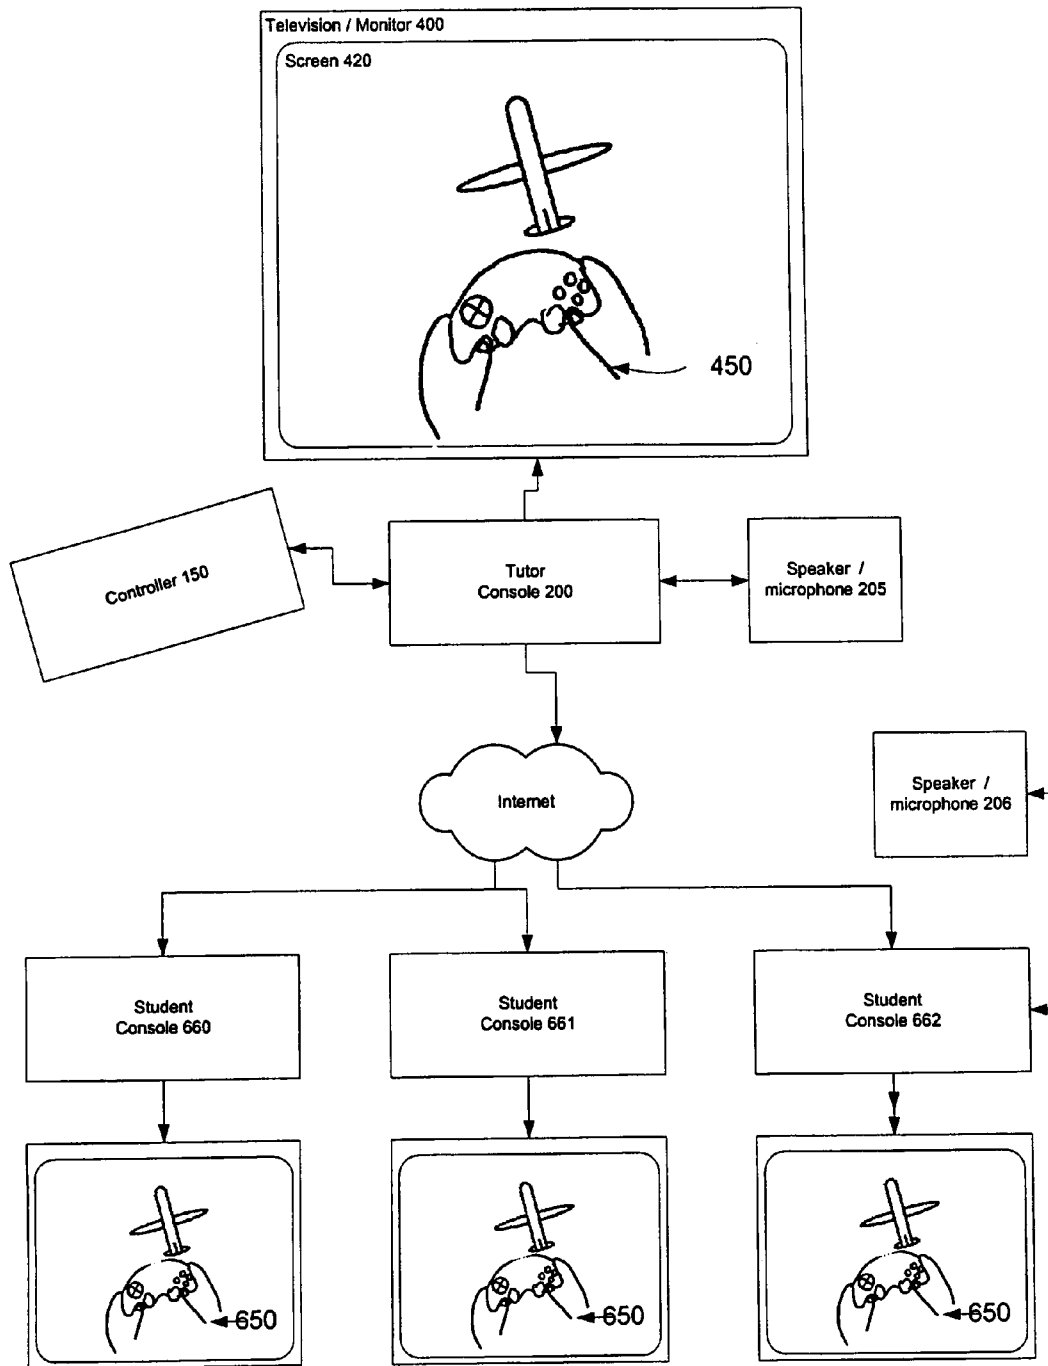 Television / Monitor 400
Screen 420
450
Controller 150
Tutor
Console 200
Speaker /
microphone 205
Internet
Speaker /
microphone 206
Student
Console 660
Student
Console 661
Student
Console 662
650
650
650